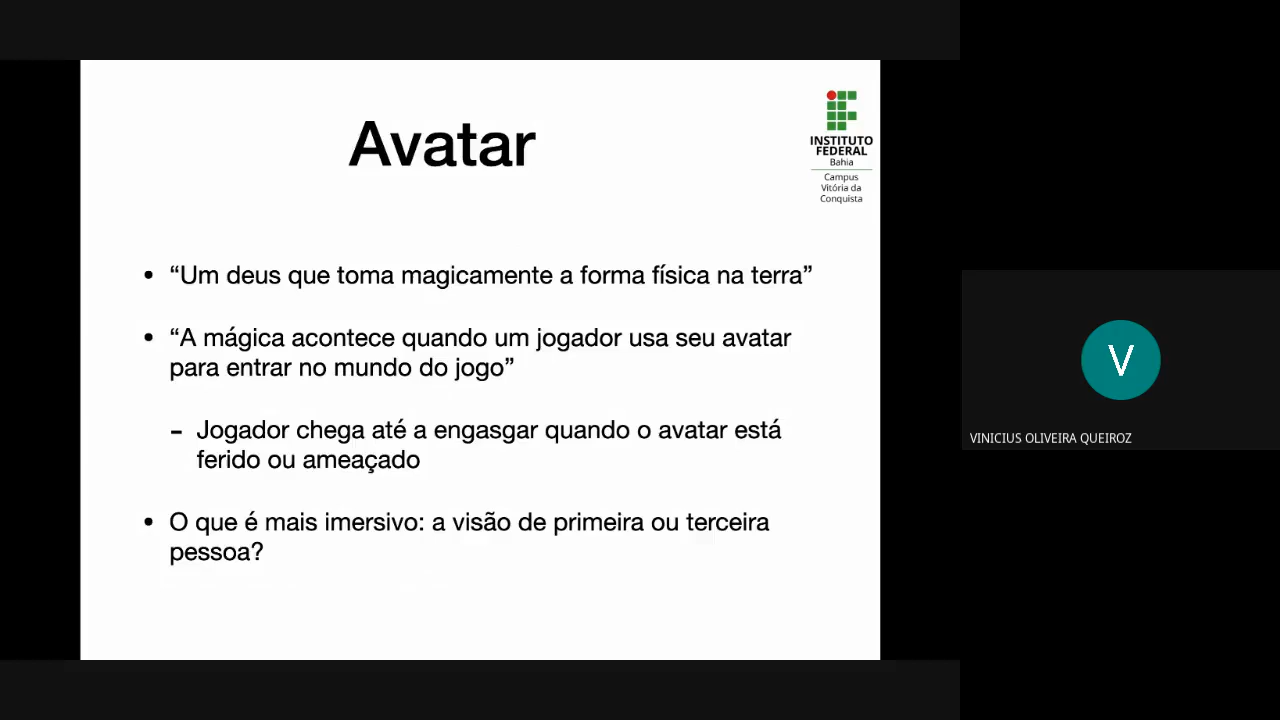 Avatar
INSTITUTO
FEDERAL
Bahia
Campus
Vitória da
Conquista
• “Um deus que toma magicamente a forma física na terra”
• “A mágica acontece quando um jogador usa seu avatar
para entrar no mundo do jogo”
– Jogador chega até a engasgar quando o avatar está
ferido ou ameaçado
• O que é mais imersivo: a visão de primeira ou terceira
pessoa?
V
VINICIUS OLIVEIRA QUEIROZ